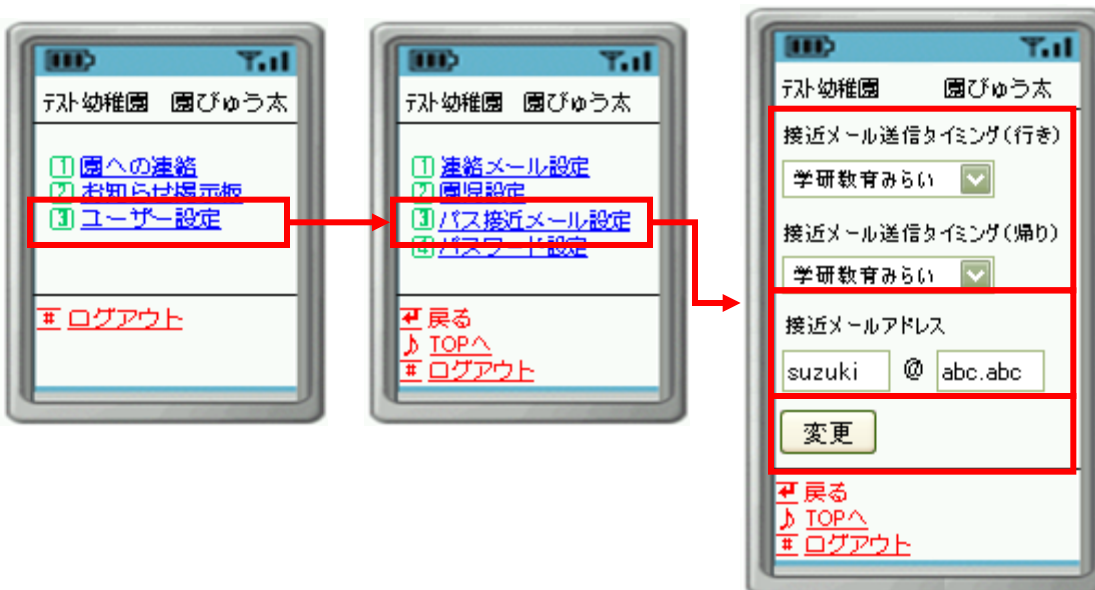 テスト幼稚園 園びゅう太
1 園への連絡
2 お知らせ掲示板
3 ユーザー設定
# ログアウト
テスト幼稚園 園びゅう太
1 連絡メール設定
2 園児設定
3 バス接近メール設定
4 パスワード設定
戻る
♪ TOPへ
# ログアウト
テスト幼稚園 園びゅう太
接近メール送信タイミング(行き)
学研教育みらい
接近メール送信タイミング(帰り)
学研教育みらい
接近メールアドレス
suzuki @ abc.abc
変更
戻る
♪ TOPへ
# ログアウト